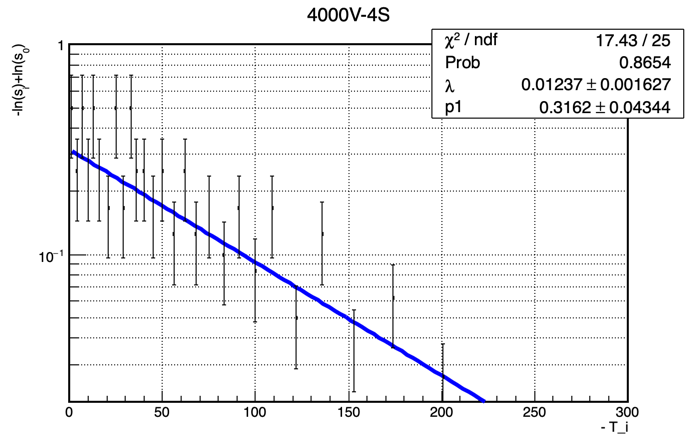 4000V-4S
χ² / ndf 17.43 / 25
Prob 0.8654
λ 0.01237 ± 0.001627
p1 0.3162 ± 0.04344
-ln(s_i)+ln(s_0)
1
10⁻¹
0 50 100 150 200 250 300
- T_i